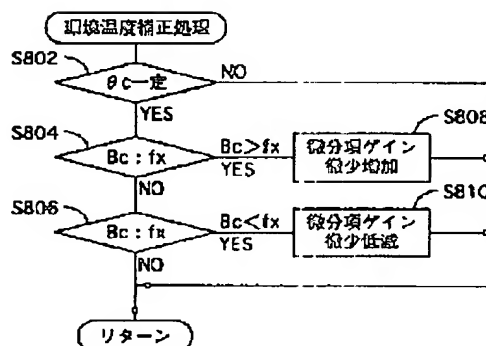 環境温度補正処理
S802
θc一定
NO
YES
S804
Bc:fx
Bc>fx
YES
S808
微分項ゲイン
微少増加
NO
S806
Bc:fx
Bc<fx
YES
S810
微分項ゲイン
微少低減
NO
リターン